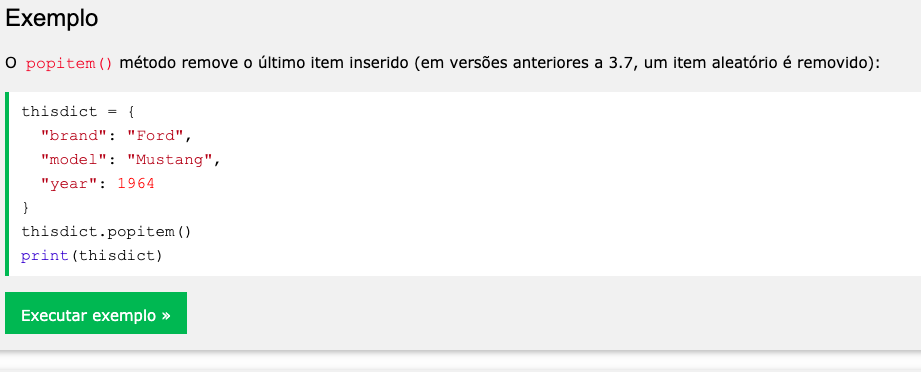 Exemplo
O popitem() método remove o último item inserido (em versões anteriores a 3.7, um item aleatório é removido):
thisdict = {
  "brand": "Ford",
  "model": "Mustang",
  "year": 1964
}
thisdict.popitem()
print(thisdict)
Executar exemplo »